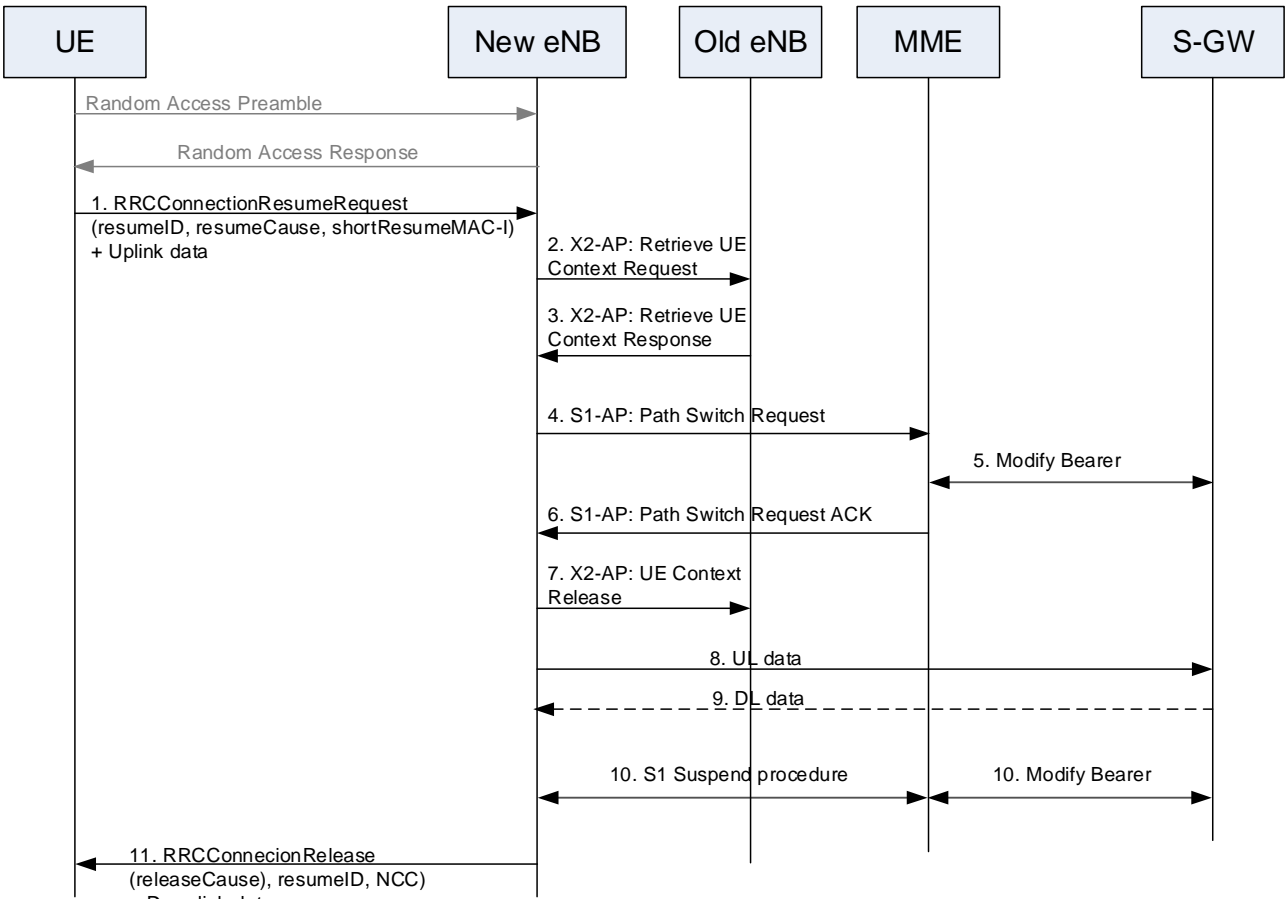 UE
New eNB
Old eNB
MME
S-GW
Random Access Preamble
Random Access Response
1. RRCConnectionResumeRequest
(resumeID, resumeCause, shortResumeMAC-I)
+ Uplink data
2. X2-AP: Retrieve UE
Context Request
3. X2-AP: Retrieve UE
Context Response
4. S1-AP: Path Switch Request
5. Modify Bearer
6. S1-AP: Path Switch Request ACK
7. X2-AP: UE Context
Release
8. UL data
9. DL data
10. S1 Suspend procedure
10. Modify Bearer
11. RRCConnecionRelease
(releaseCause), resumeID, NCC)